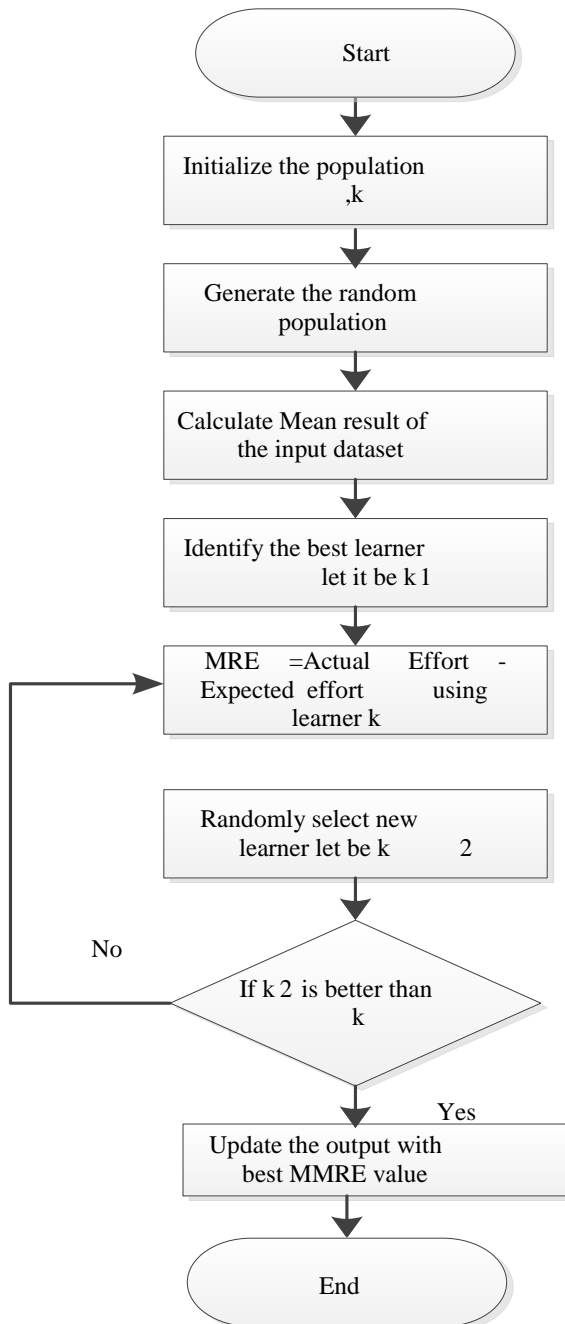 Start
Initialize the population
,k
Generate the random
population
Calculate Mean result of
the input dataset
Identify the best learner
let it be k 1
MRE =Actual Effort -
Expected effort using
learner k
Randomly select new
learner let be k 2
No
If k 2 is better than
k
Yes
Update the output with
best MMRE value
End